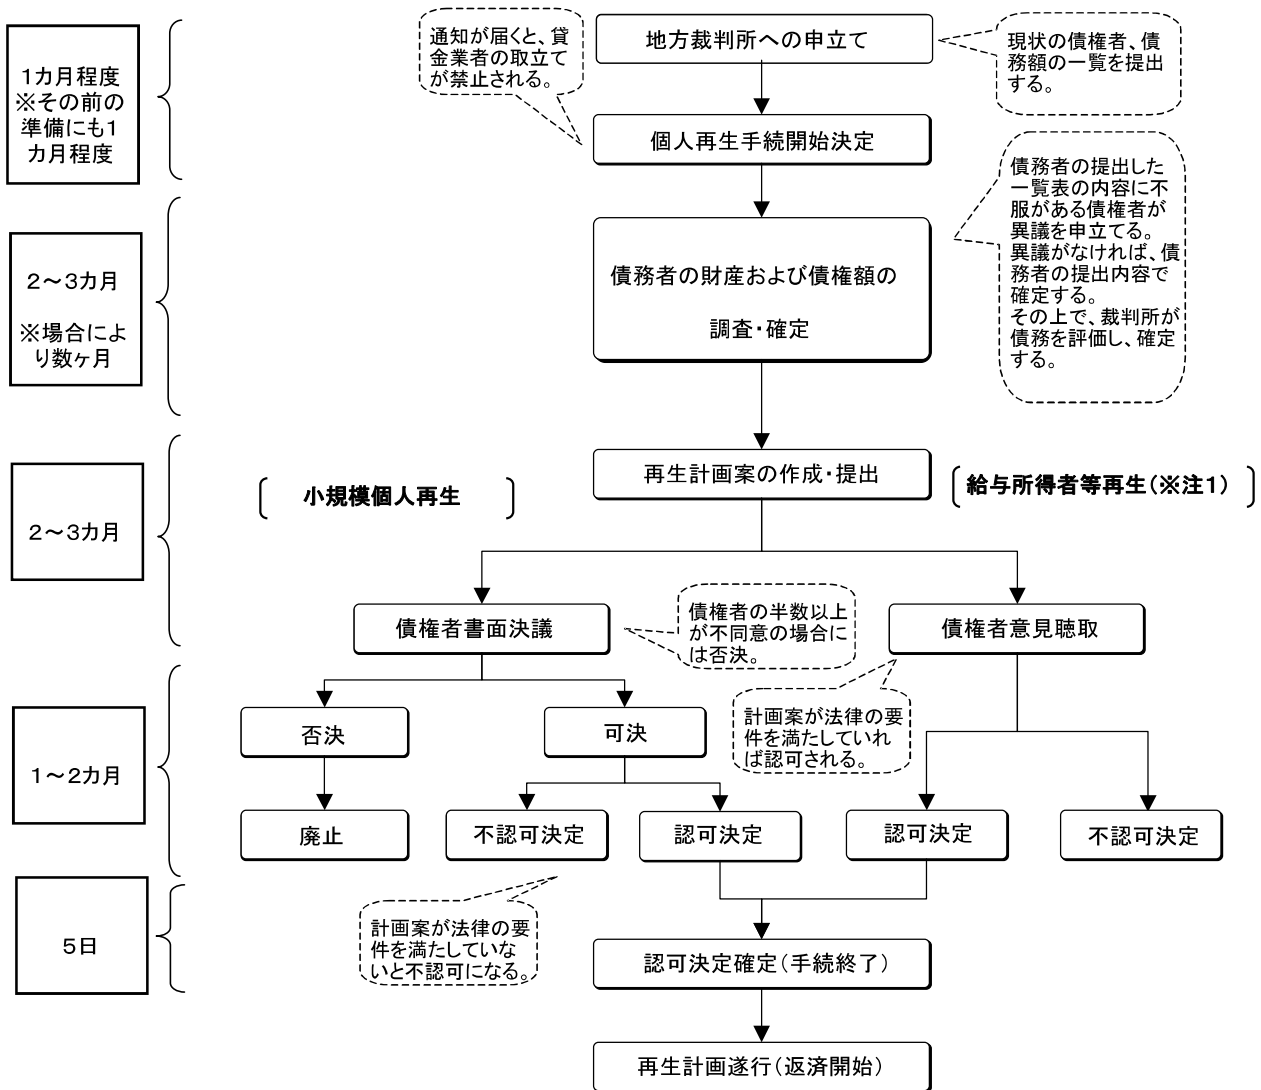 地方裁判所への申立て
通知が届くと、貸
金業者の取立て
が禁止される。
現状の債権者、債
務額の一覧を提出
する。
1カ月程度
※その前の
準備にも1
カ月程度
個人再生手続開始決定
債務者の提出した
一覧表の内容に不
服がある債権者が
異議を申立てる。
異議がなければ、債
務者の提出内容で
確定する。
その上で、裁判所が
債務を評価し、確定
する。
2～3カ月
※場合によ
り数ヶ月
債務者の財産および債権額の
調査・確定
再生計画案の作成・提出
小規模個人再生
給与所得者等再生(※注1)
2～3カ月
債権者書面決議
債権者の半数以上
が不同意の場合に
は否決。
債権者意見聴取
計画案が法律の要
件を満たしていれ
ば認可される。
否決
可決
1～2カ月
廃止
不認可決定
認可決定
認可決定
不認可決定
計画案が法律の要
件を満たしていな
いと不認可になる。
5日
認可決定確定(手続終了)
再生計画遂行(返済開始)